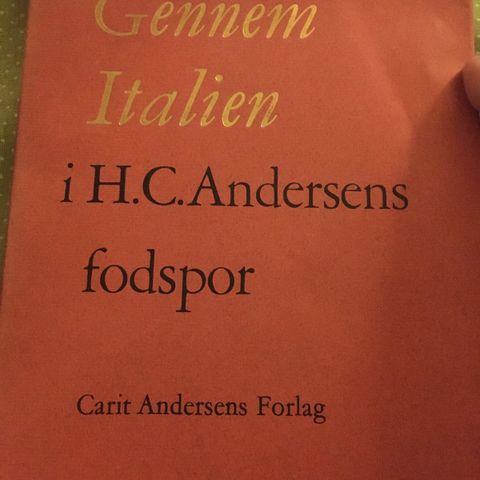 Gennem
Italien
i H.C.Andersens
fodspor
Carit Andersens Forlag